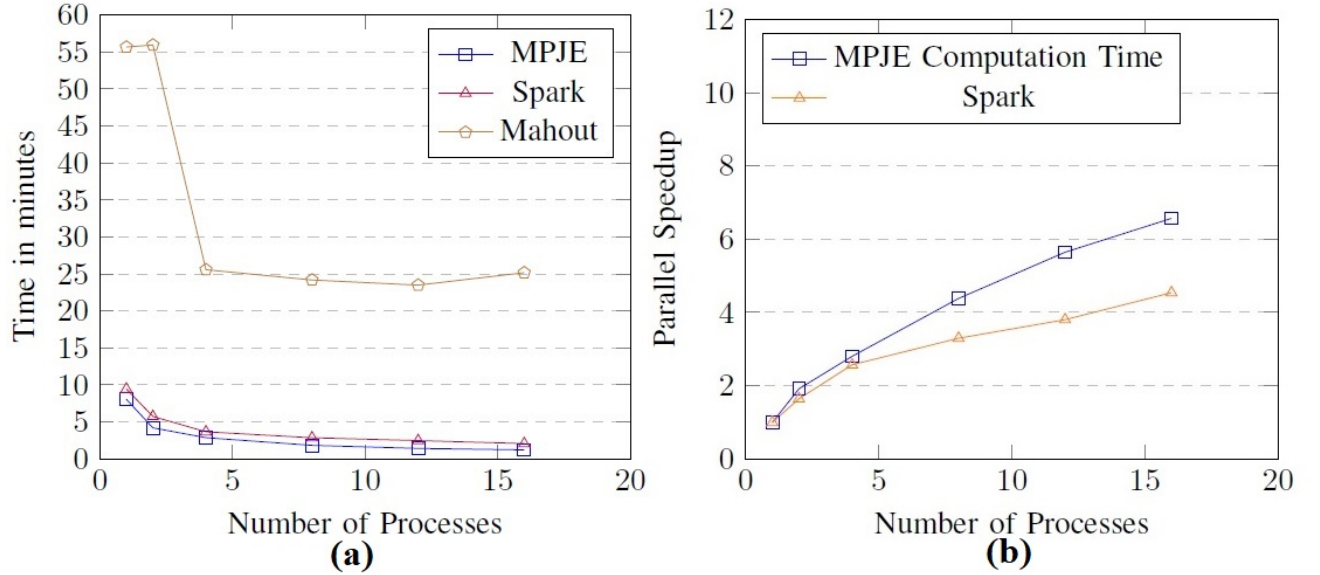 60
55
50
45
40
35
30
25
20
15
10
5
0
Time in minutes
MPJE
Spark
Mahout
0 5 10 15 20
Number of Processes
(a)
12
10
8
6
4
2
0
Parallel Speedup
MPJE Computation Time
Spark
0 5 10 15 20
Number of Processes
(b)